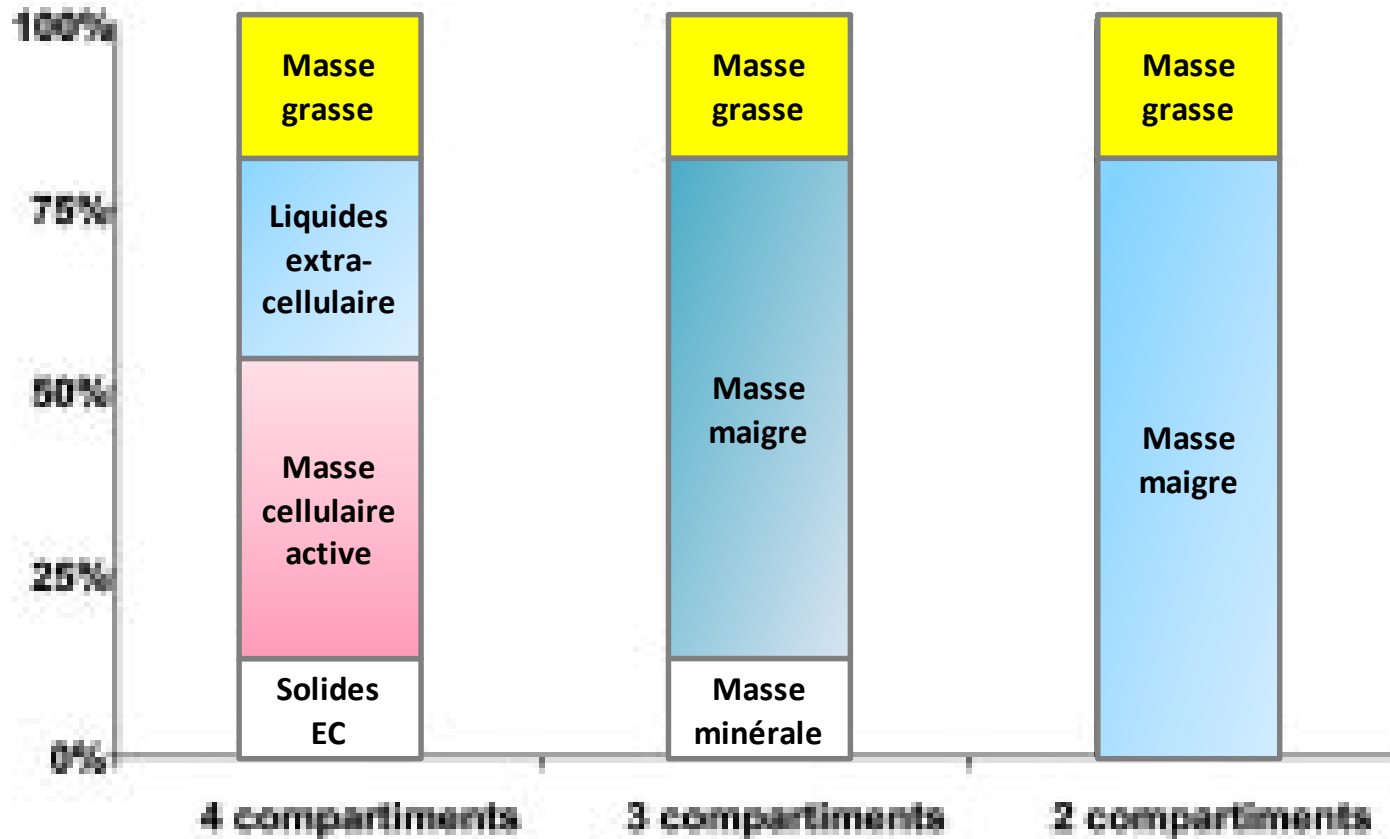 100%
75%
50%
25%
0%
Masse
grasse
Liquides
extra-
cellulaire
Masse
cellulaire
active
Solides
EC
Masse
grasse
Masse
maigre
Masse
minérale
Masse
grasse
Masse
maigre
4 compartiments
3 compartiments
2 compartiments